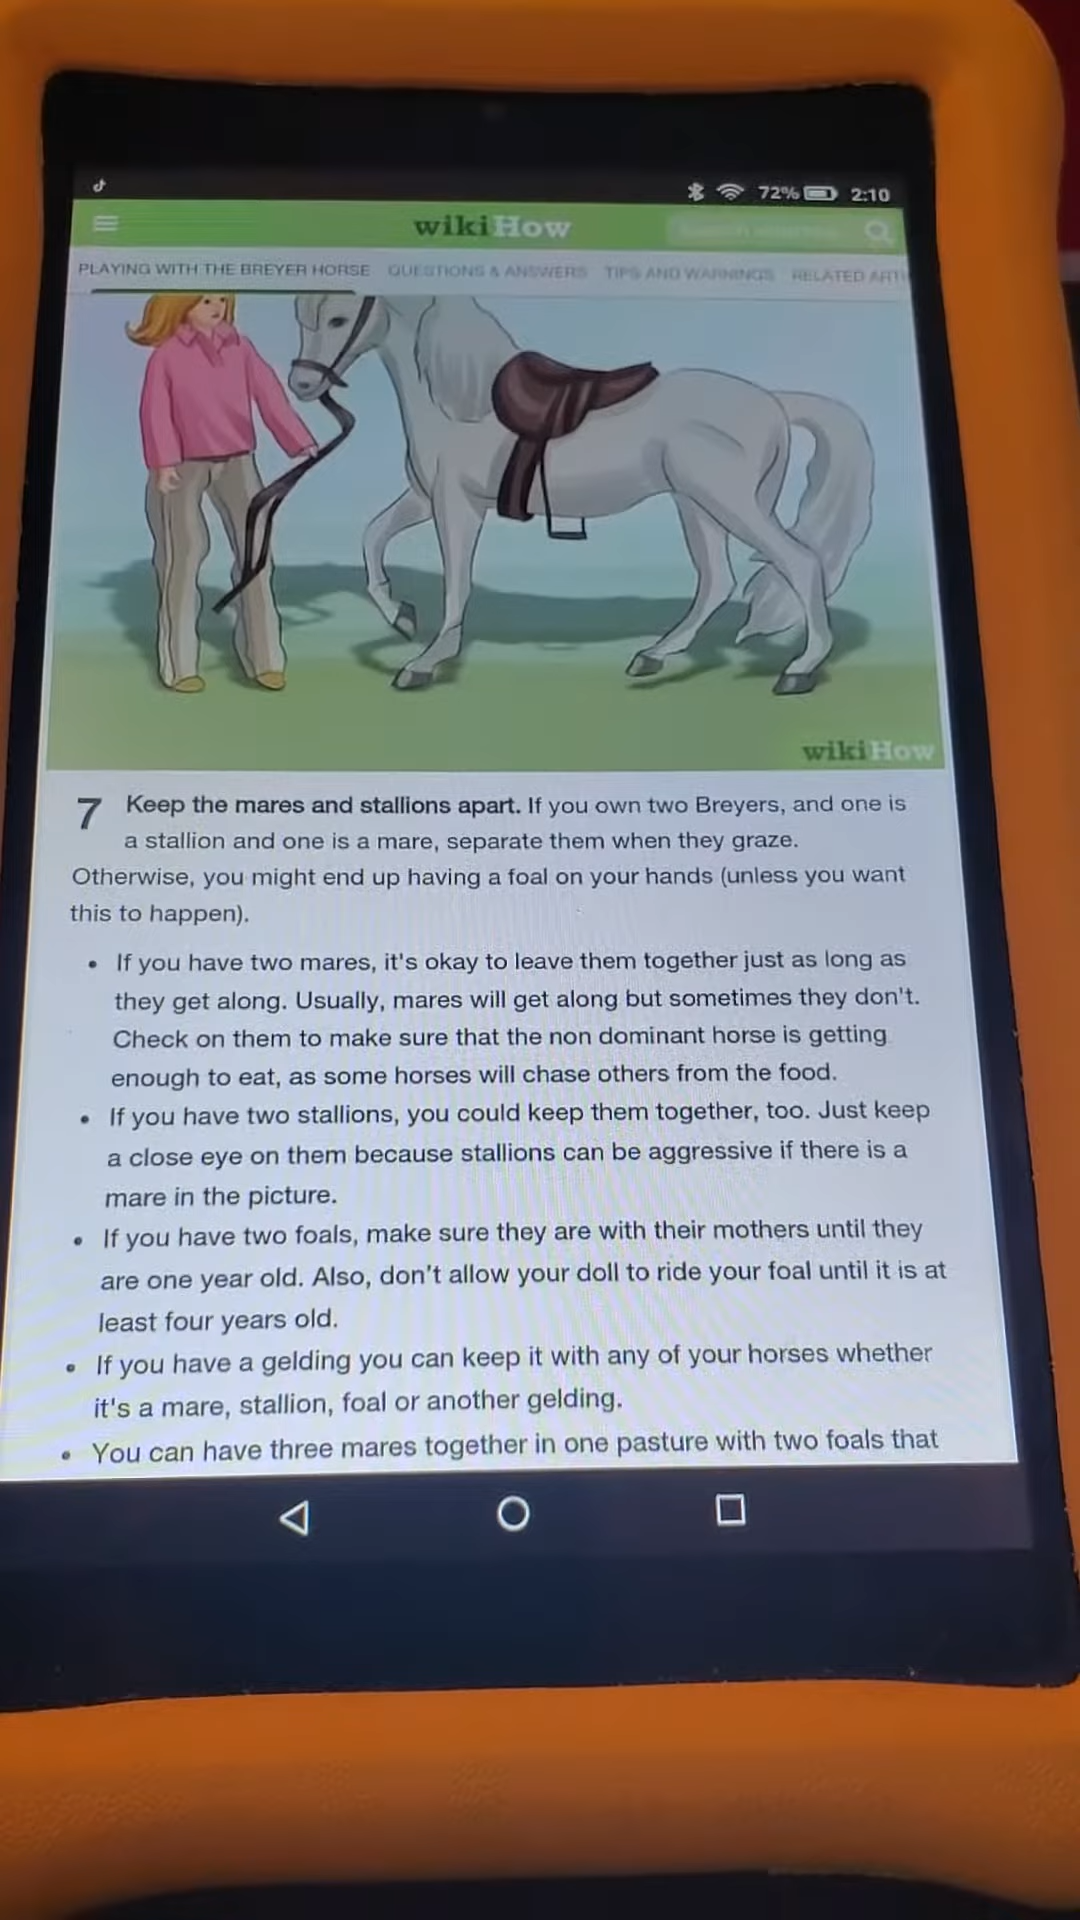 72% 2:10
wikiHow
PLAYING WITH THE BREYER HORSE QUESTIONS & ANSWERS TIPS AND WARNINGS RELATED ARTI
wikiHow
7 Keep the mares and stallions apart. If you own two Breyers, and one is
a stallion and one is a mare, separate them when they graze.
Otherwise, you might end up having a foal on your hands (unless you want
this to happen).
• If you have two mares, it's okay to leave them together just as long as
they get along. Usually, mares will get along but sometimes they don't.
Check on them to make sure that the non dominant horse is getting
enough to eat, as some horses will chase others from the food.
• If you have two stallions, you could keep them together, too. Just keep
a close eye on them because stallions can be aggressive if there is a
mare in the picture.
• If you have two foals, make sure they are with their mothers until they
are one year old. Also, don't allow your doll to ride your foal until it is at
least four years old.
• If you have a gelding you can keep it with any of your horses whether
it's a mare, stallion, foal or another gelding.
• You can have three mares together in one pasture with two foals that